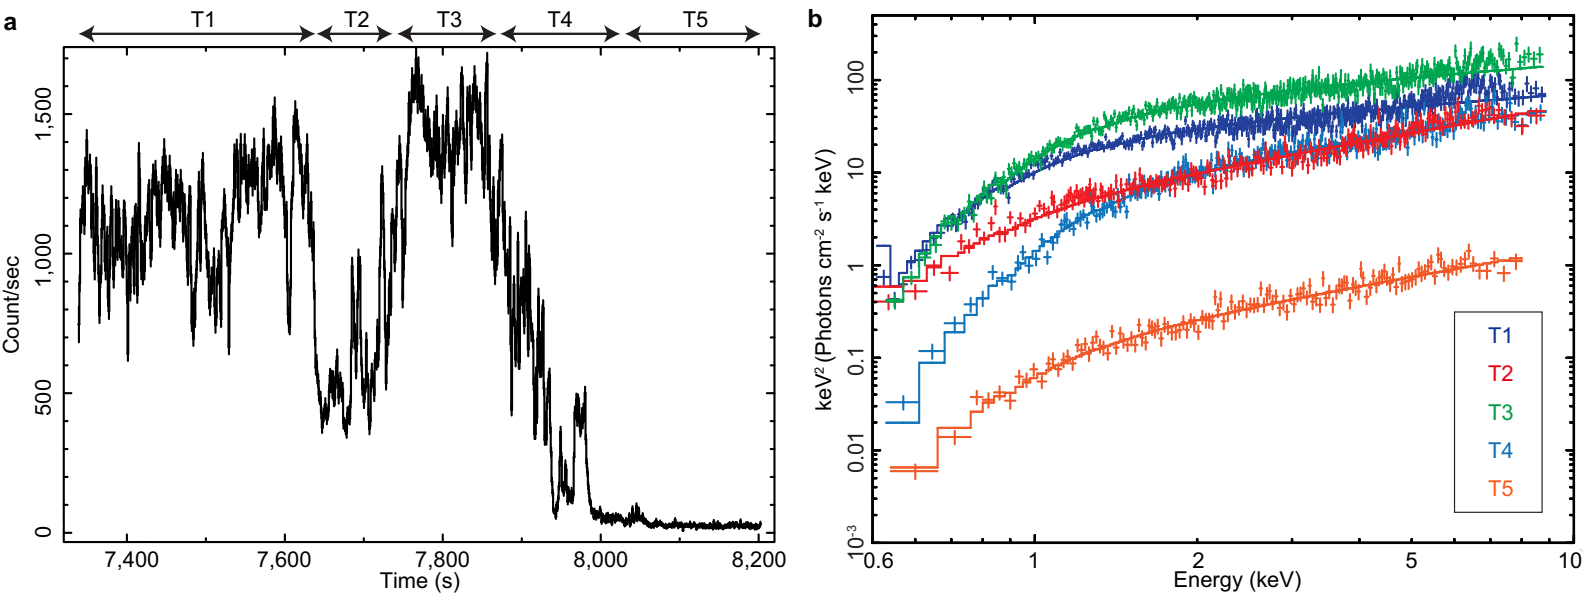 a
T1 T2 T3 T4 T5
Count/sec
1,500
1,000
500
0
7,400 7,600 7,800 8,000 8,200
Time (s)
b
keV² (Photons cm⁻² s⁻¹ keV)
100
10
1
0.1
0.01
10⁻³
T1
T2
T3
T4
T5
0.6 1 2 5 10
Energy (keV)